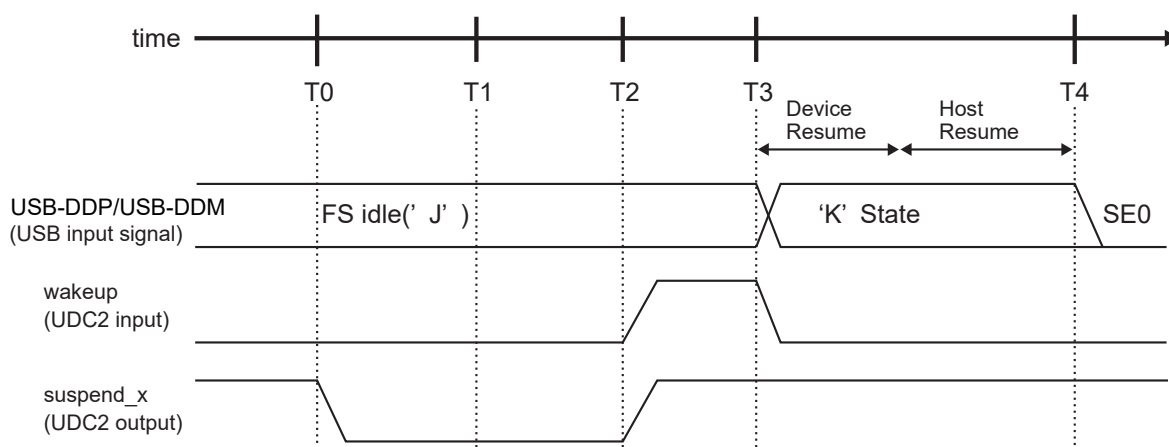 time
T0 T1 T2 T3 T4
Device Host
Resume Resume
USB-DDP/USB-DDM FS idle(’ J’ ) ‘K’ State SE0
(USB input signal)
wakeup
(UDC2 input)
suspend_x
(UDC2 output)